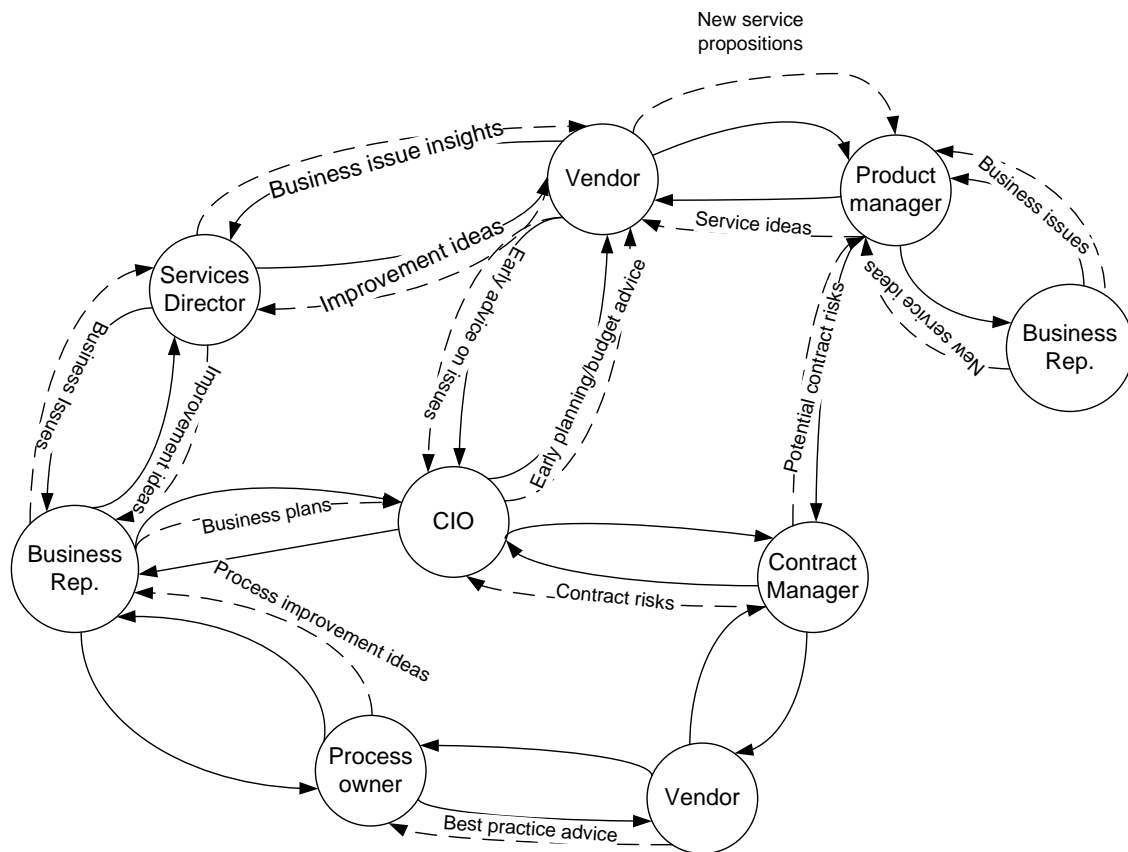 New service
propositions
Business issue insights
Vendor
Product
manager
Business issues
Service ideas
Improvement ideas
Early advice on issues
Early planning/budget advice
Services
Director
New service ideas
Potential contract risks
Business
Rep.
Business Issues
Improvement ideas
Business plans
CIO
Business
Rep.
Contract
Manager
Contract risks
Process improvement ideas
Process
owner
Vendor
Best practice advice